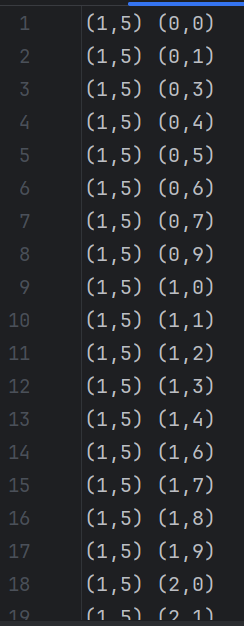 1 (1,5) (0,0)
2 (1,5) (0,1)
3 (1,5) (0,3)
4 (1,5) (0,4)
5 (1,5) (0,5)
6 (1,5) (0,6)
7 (1,5) (0,7)
8 (1,5) (0,9)
9 (1,5) (1,0)
10 (1,5) (1,1)
11 (1,5) (1,2)
12 (1,5) (1,3)
13 (1,5) (1,4)
14 (1,5) (1,6)
15 (1,5) (1,7)
16 (1,5) (1,8)
17 (1,5) (1,9)
18 (1,5) (2,0)
19 (1,5) (2,1)